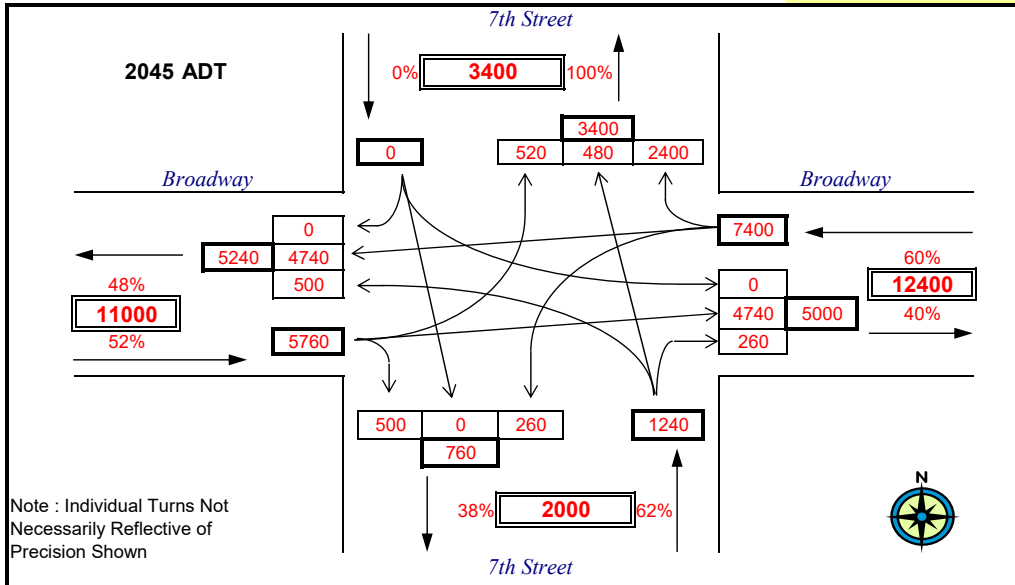 7th Street
2045 ADT
0% 3400 100%
3400
0 520 480 2400
Broadway Broadway
0 7400
5240 4740 60%
48% 500 0 12400
11000 4740 5000 40%
52% 5760 260
500 0 260 1240
760
Note : Individual Turns Not
Necessarily Reflective of
Precision Shown
38% 2000 62%
N
7th Street